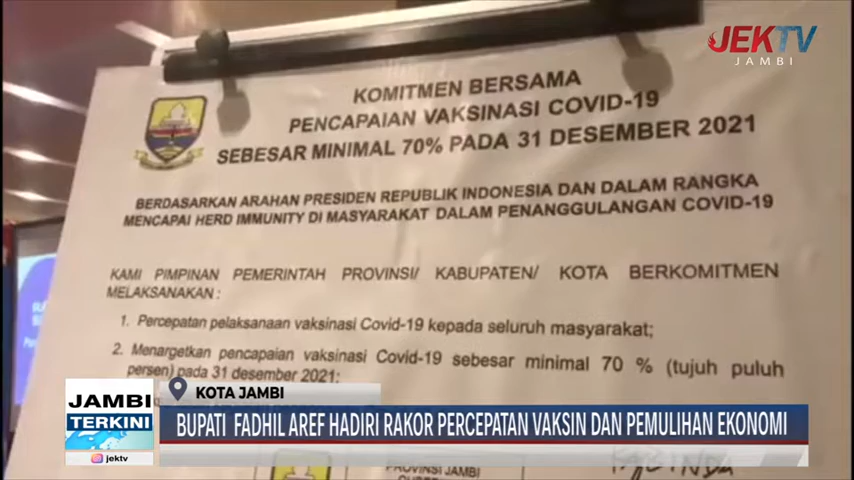 JEKTV
JAMBI
KOMITMEN BERSAMA
PENCAPAIAN VAKSINASI COVID-19
SEBESAR MINIMAL 70% PADA 31 DESEMBER 2021
BERDASARKAN ARAHAN PRESIDEN REPUBLIK INDONESIA DAN DALAM RANGKA
MENCAPAI HERD IMMUNITY DI MASYARAKAT DALAM PENANGGULANGAN COVID-19
KAMI PIMPINAN PEMERINTAH PROVINSI/ KABUPATEN/ KOTA BERKOMITMEN
MELAKSANAKAN :
1. Percepatan pelaksanaan vaksinasi Covid-19 kepada seluruh masyarakat;
2. Menargetkan pencapaian vaksinasi Covid-19 sebesar minimal 70 % (tujuh puluh
persen) pada 31 desember 2021;
JAMBI
TERKINI
jektv
KOTA JAMBI
BUPATI FADHIL AREF HADIRI RAKOR PERCEPATAN VAKSIN DAN PEMULIHAN EKONOMI
PROVINSI JAMBI